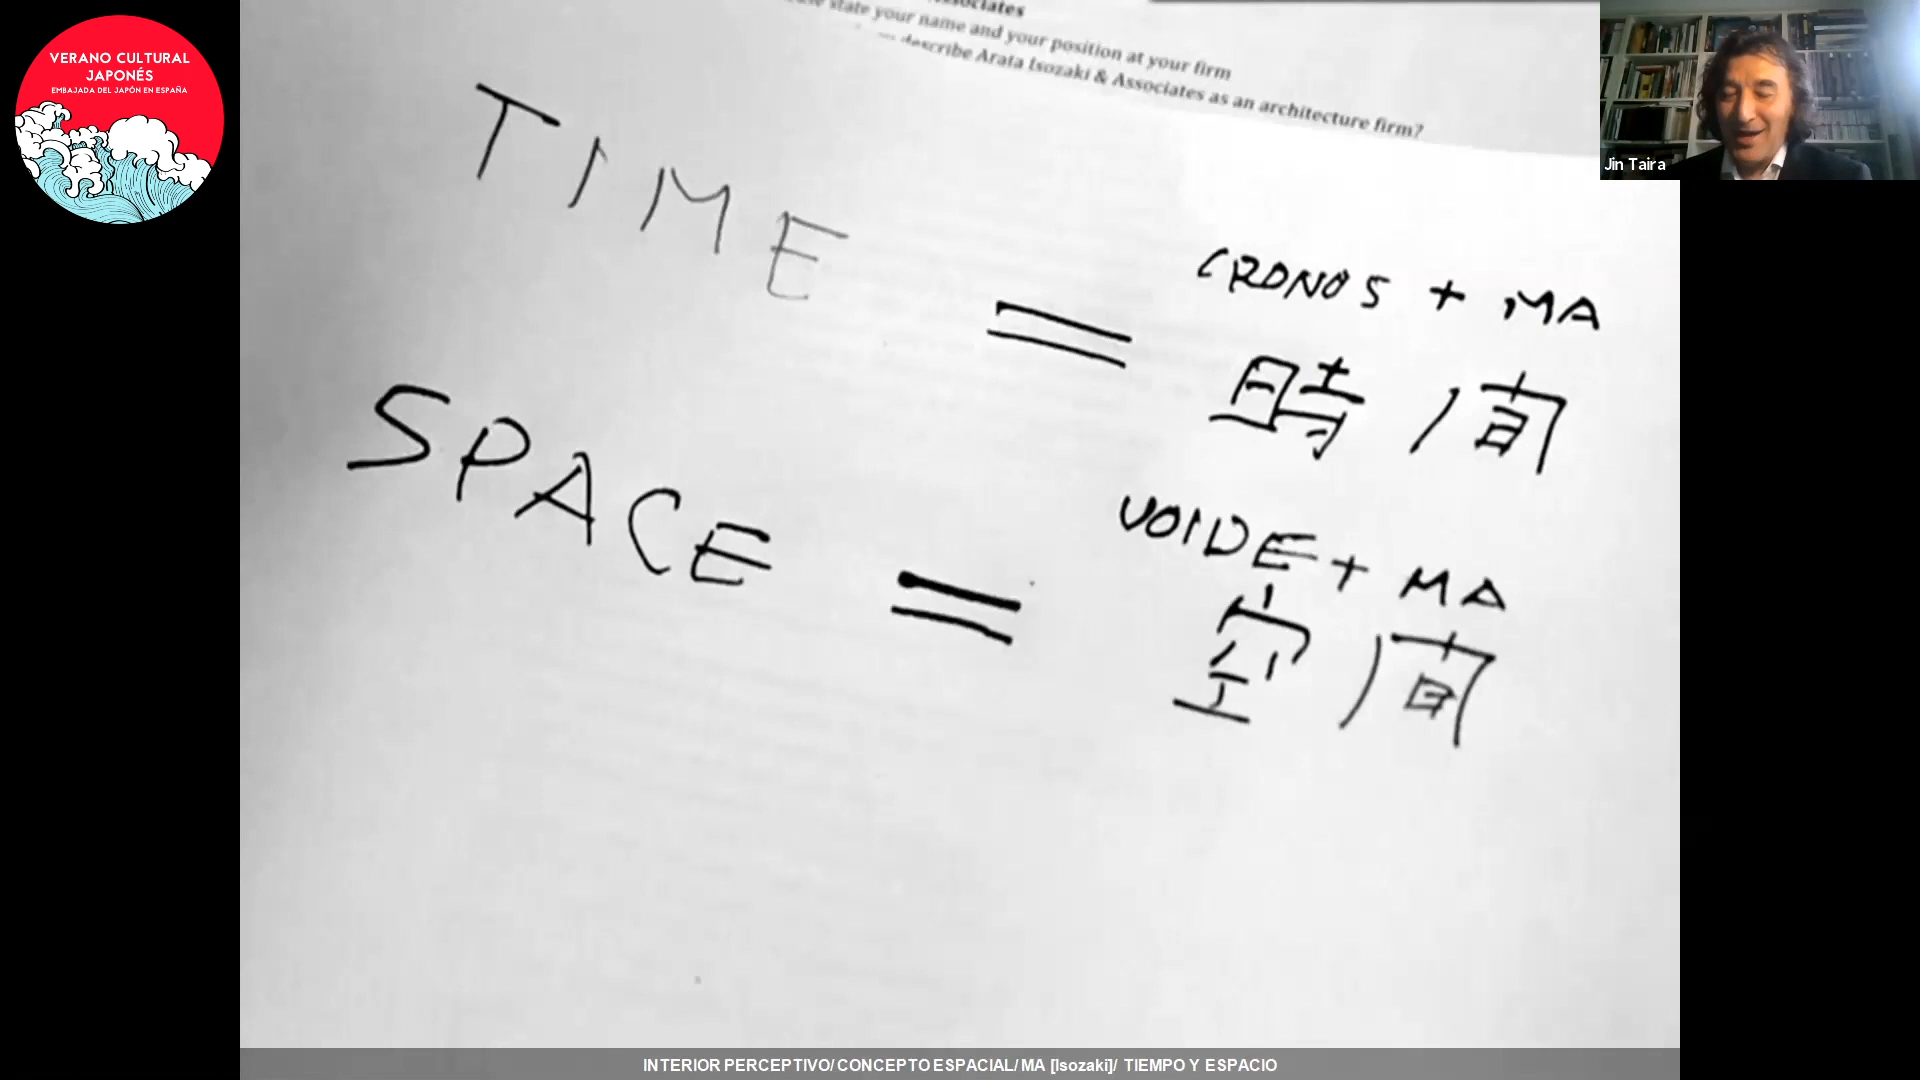 VERANO CULTURAL
JAPONÉS
EMBAJADA DEL JAPÓN EN ESPAÑA
state your name and your position at your firm
describe Arata Isozaki & Associates as an architecture firm?
Jin Taira
TIME
=
CRONOS + MA
時間
SPACE
=
VOIDE + MA
空間
INTERIOR PERCEPTIVO/ CONCEPTO ESPACIAL/ MA [Isozaki]/ TIEMPO Y ESPACIO